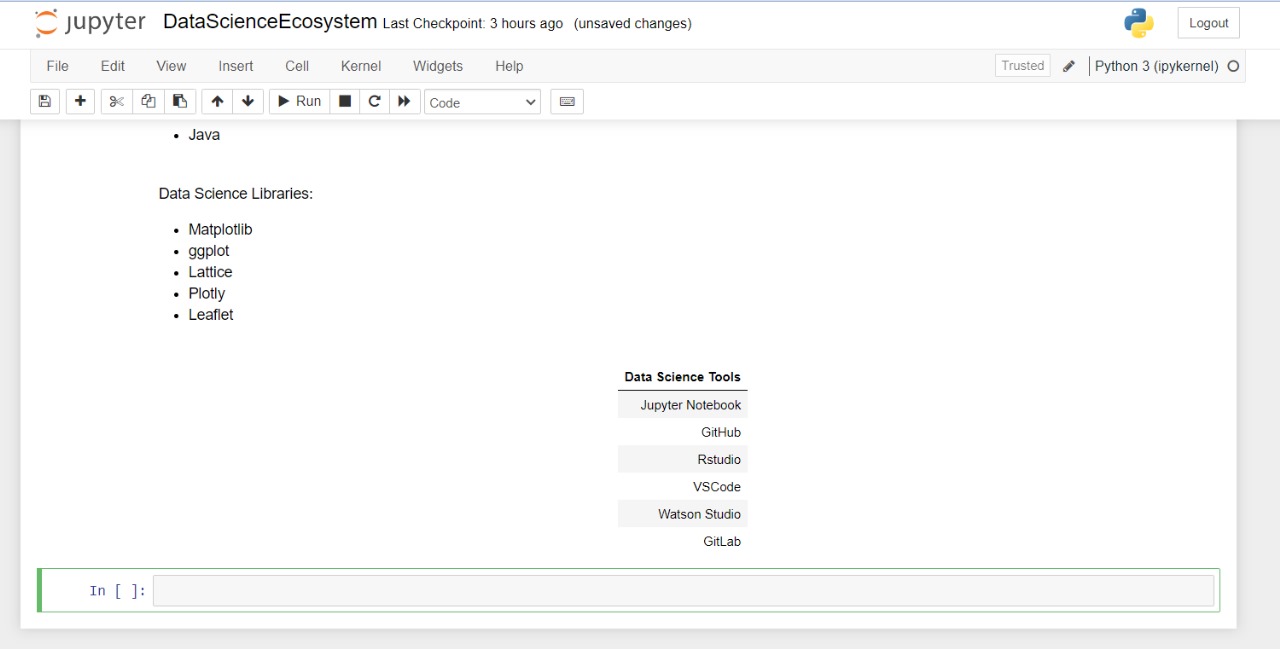 jupyter DataScienceEcosystem Last Checkpoint: 3 hours ago (unsaved changes) Logout
File Edit View Insert Cell Kernel Widgets Help Trusted Python 3 (ipykernel)
Run Code
Java
Data Science Libraries:
Matplotlib
ggplot
Lattice
Plotly
Leaflet
Data Science Tools
Jupyter Notebook
GitHub
Rstudio
VSCode
Watson Studio
GitLab
In [ ]: